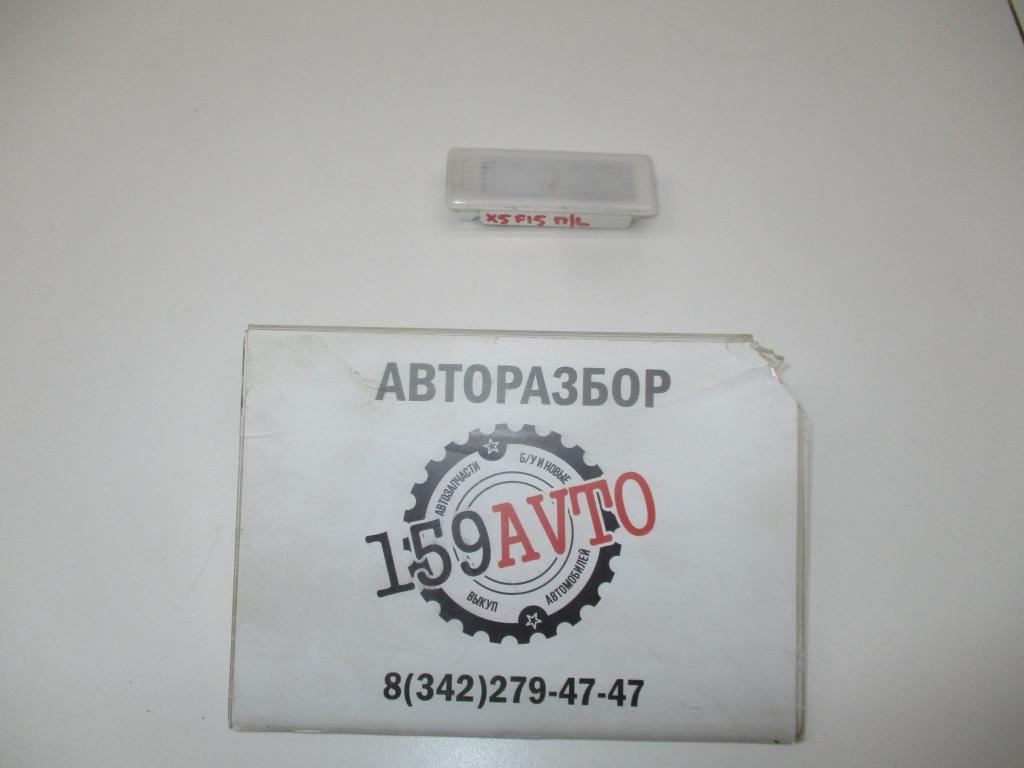 X5 F15 П/L
АВТОРАЗБОР
АВТОЗАПЧАСТИ
Б/У И НОВЫЕ
159AVTO
ВЫКУП
АВТОМОБИЛЕЙ
8(342)279-47-47